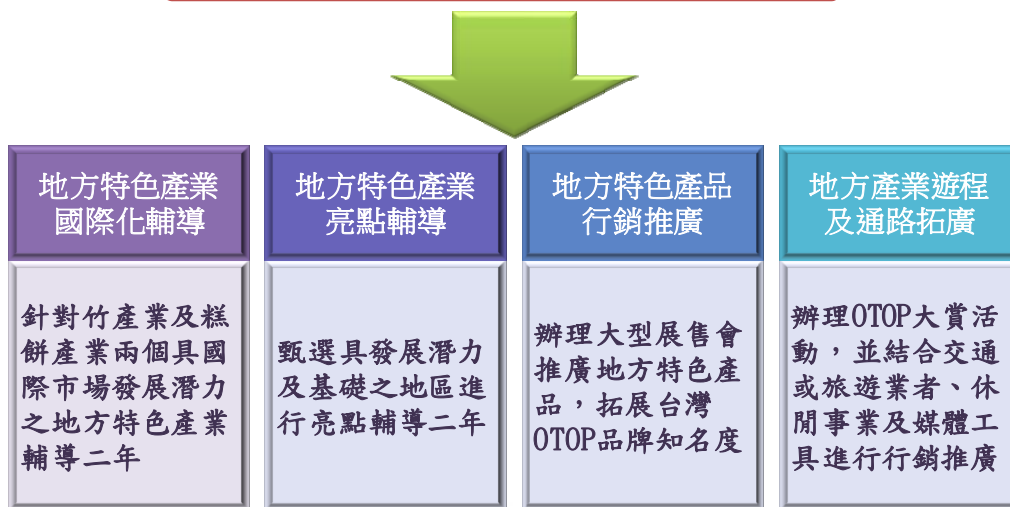 地方特色產業
國際化輔導
針對竹產業及糕
餅產業兩個具國
際市場發展潛力
之地方特色產業
輔導二年
地方特色產業
亮點輔導
甄選具發展潛力
及基礎之地區進
行亮點輔導二年
地方特色產品
行銷推廣
辦理大型展售會
推廣地方特色產
品，拓展台灣
OTOP品牌知名度
地方產業遊程
及通路拓廣
辦理OTOP大賞活
動，並結合交通
或旅遊業者、休
閒事業及媒體工
具進行行銷推廣